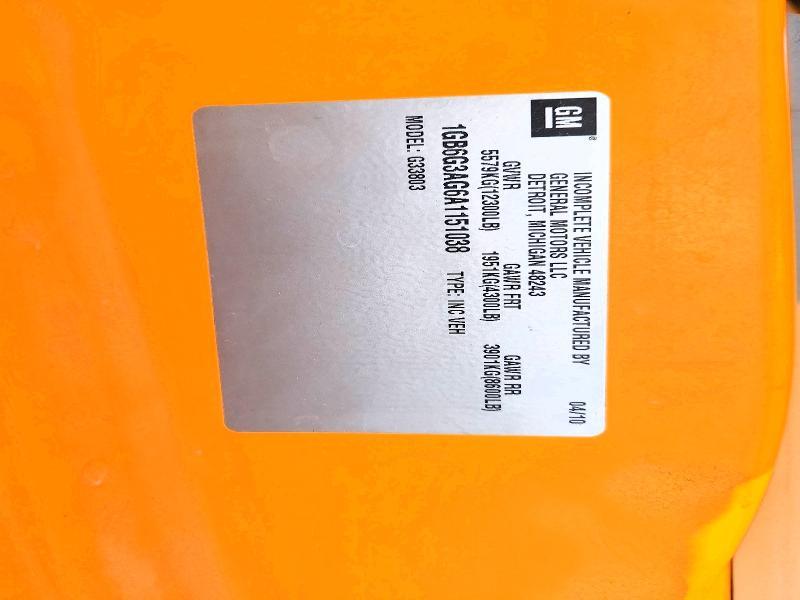 GM
INCOMPLETE VEHICLE MANUFACTURED BY 04/10
GENERAL MOTORS LLC
DETROIT, MICHIGAN 48243
GVWR GAWR FRT GAWR RR
5579KG(12300LB) 1951KG(4300LB) 3901KG(8600LB)
1GB6G3AG6A1151038 TYPE: INC VEH
MODEL: G33803